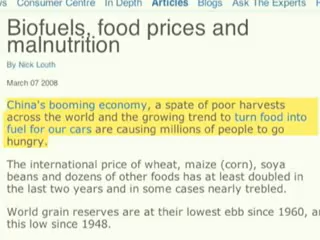 ys Consumer Centre In Depth Articles Blogs Ask The Experts F
Biofuels, food prices and
malnutrition
By Nick Louth
March 07 2008
China's booming economy, a spate of poor harvests
across the world and the growing trend to turn food into
fuel for our cars are causing millions of people to go
hungry.
The international price of wheat, maize (corn), soya
beans and dozens of other foods has at least doubled in
the last two years and in some cases nearly trebled.
World grain reserves are at their lowest ebb since 1960, a
this low since 1948.